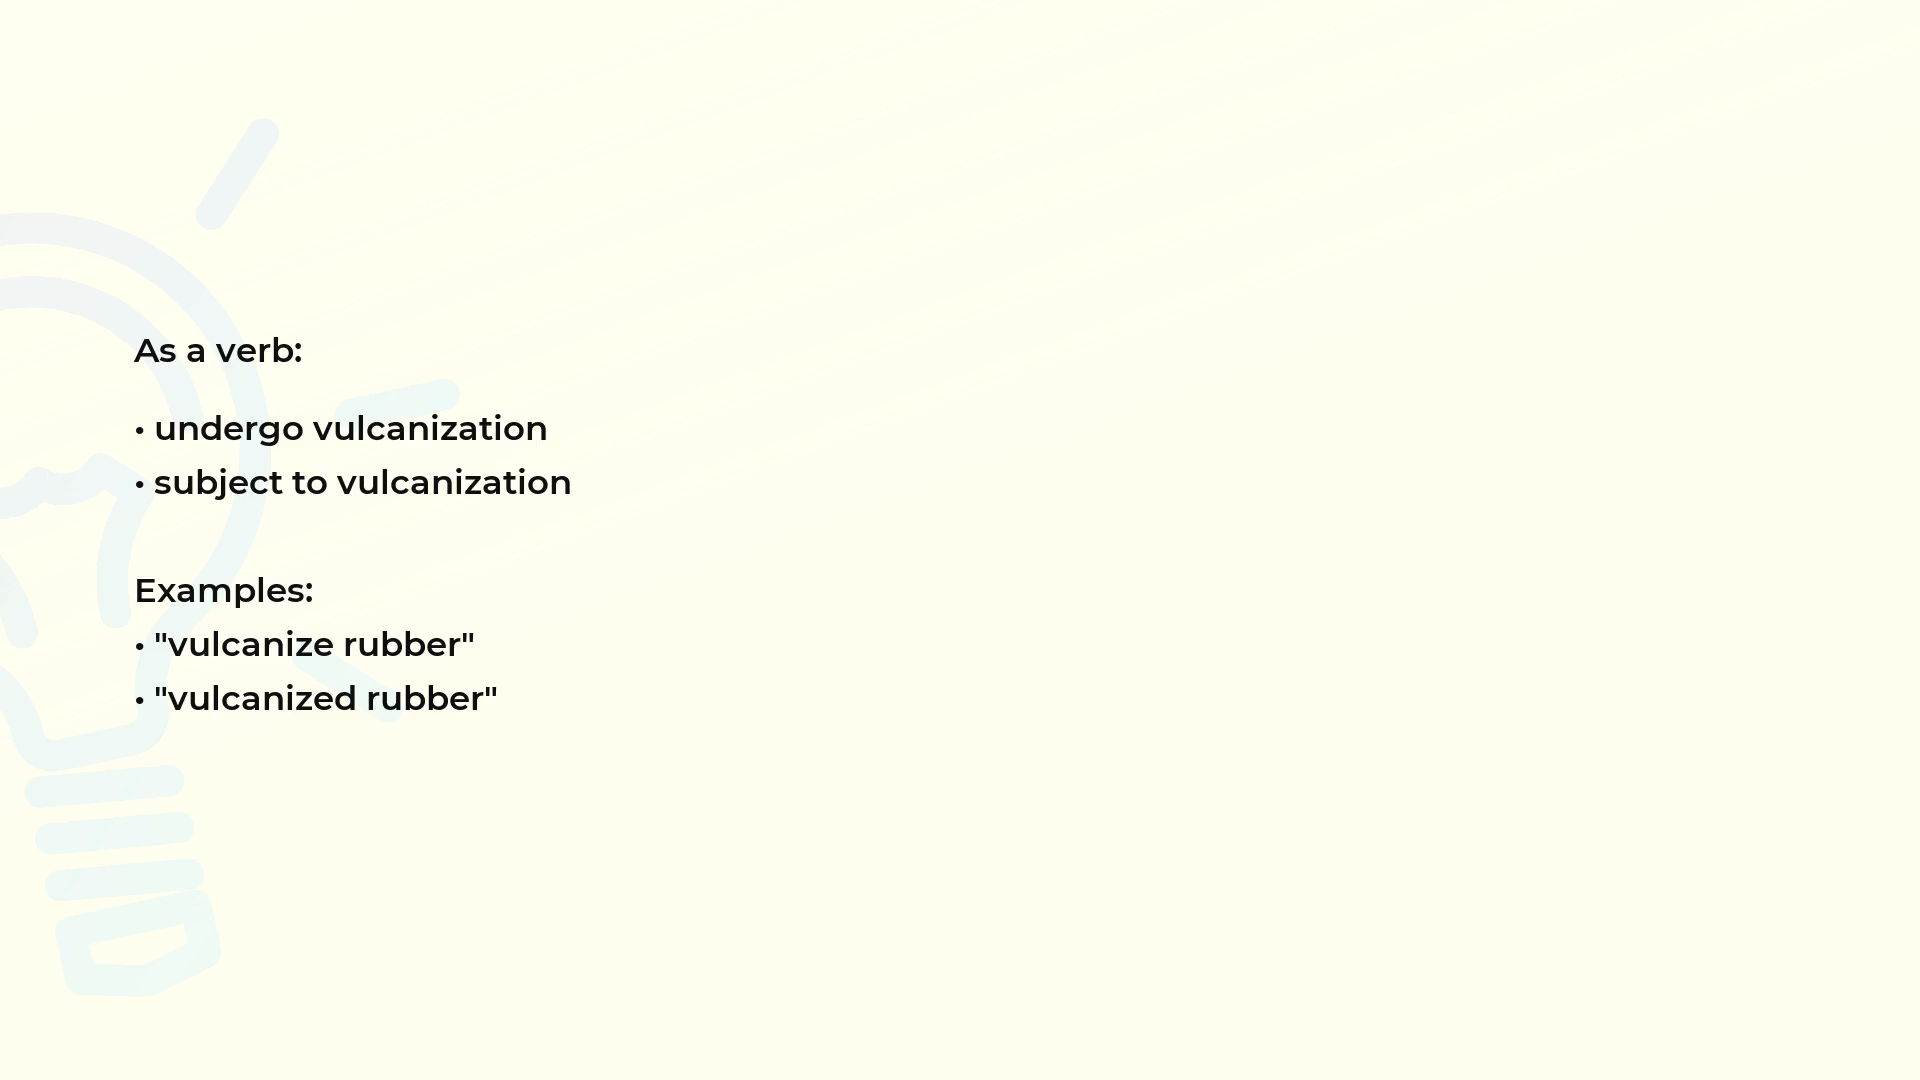 As a verb:
• undergo vulcanization
• subject to vulcanization
Examples:
• "vulcanize rubber"
• "vulcanized rubber"